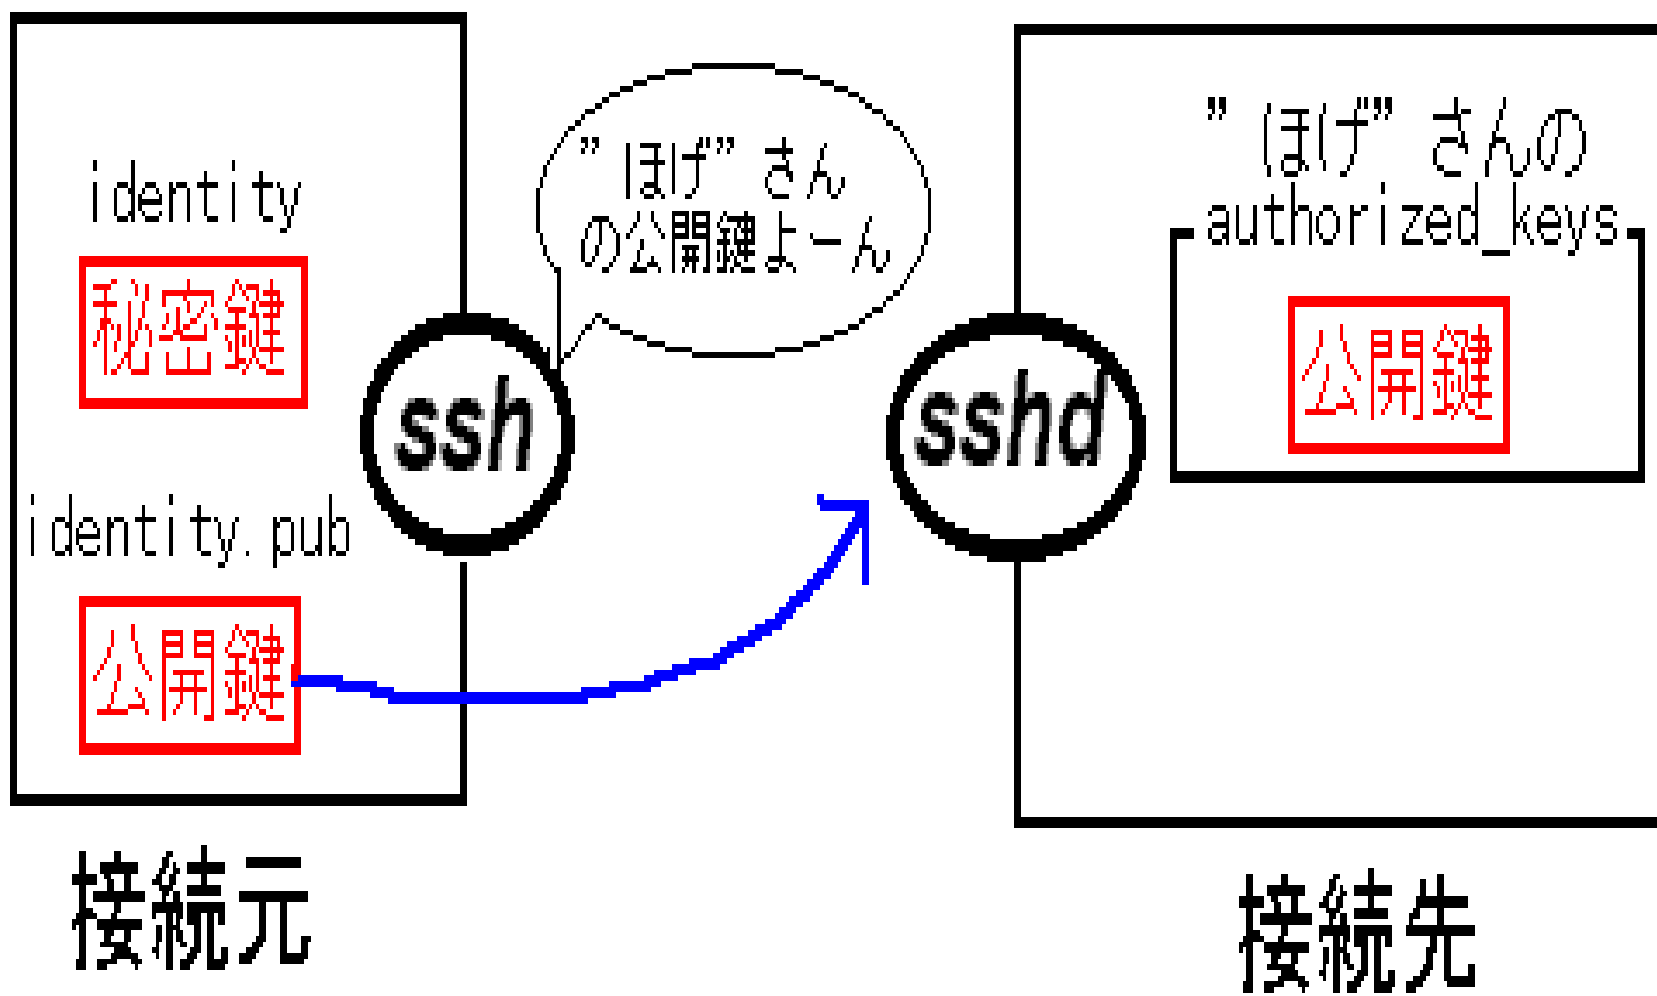 identity
秘密鍵
identity.pub
公開鍵
接続元
ssh
”ほげ”さん
の公開鍵よーん
sshd
”ほげ”さんの
authorized_keys
公開鍵
接続先